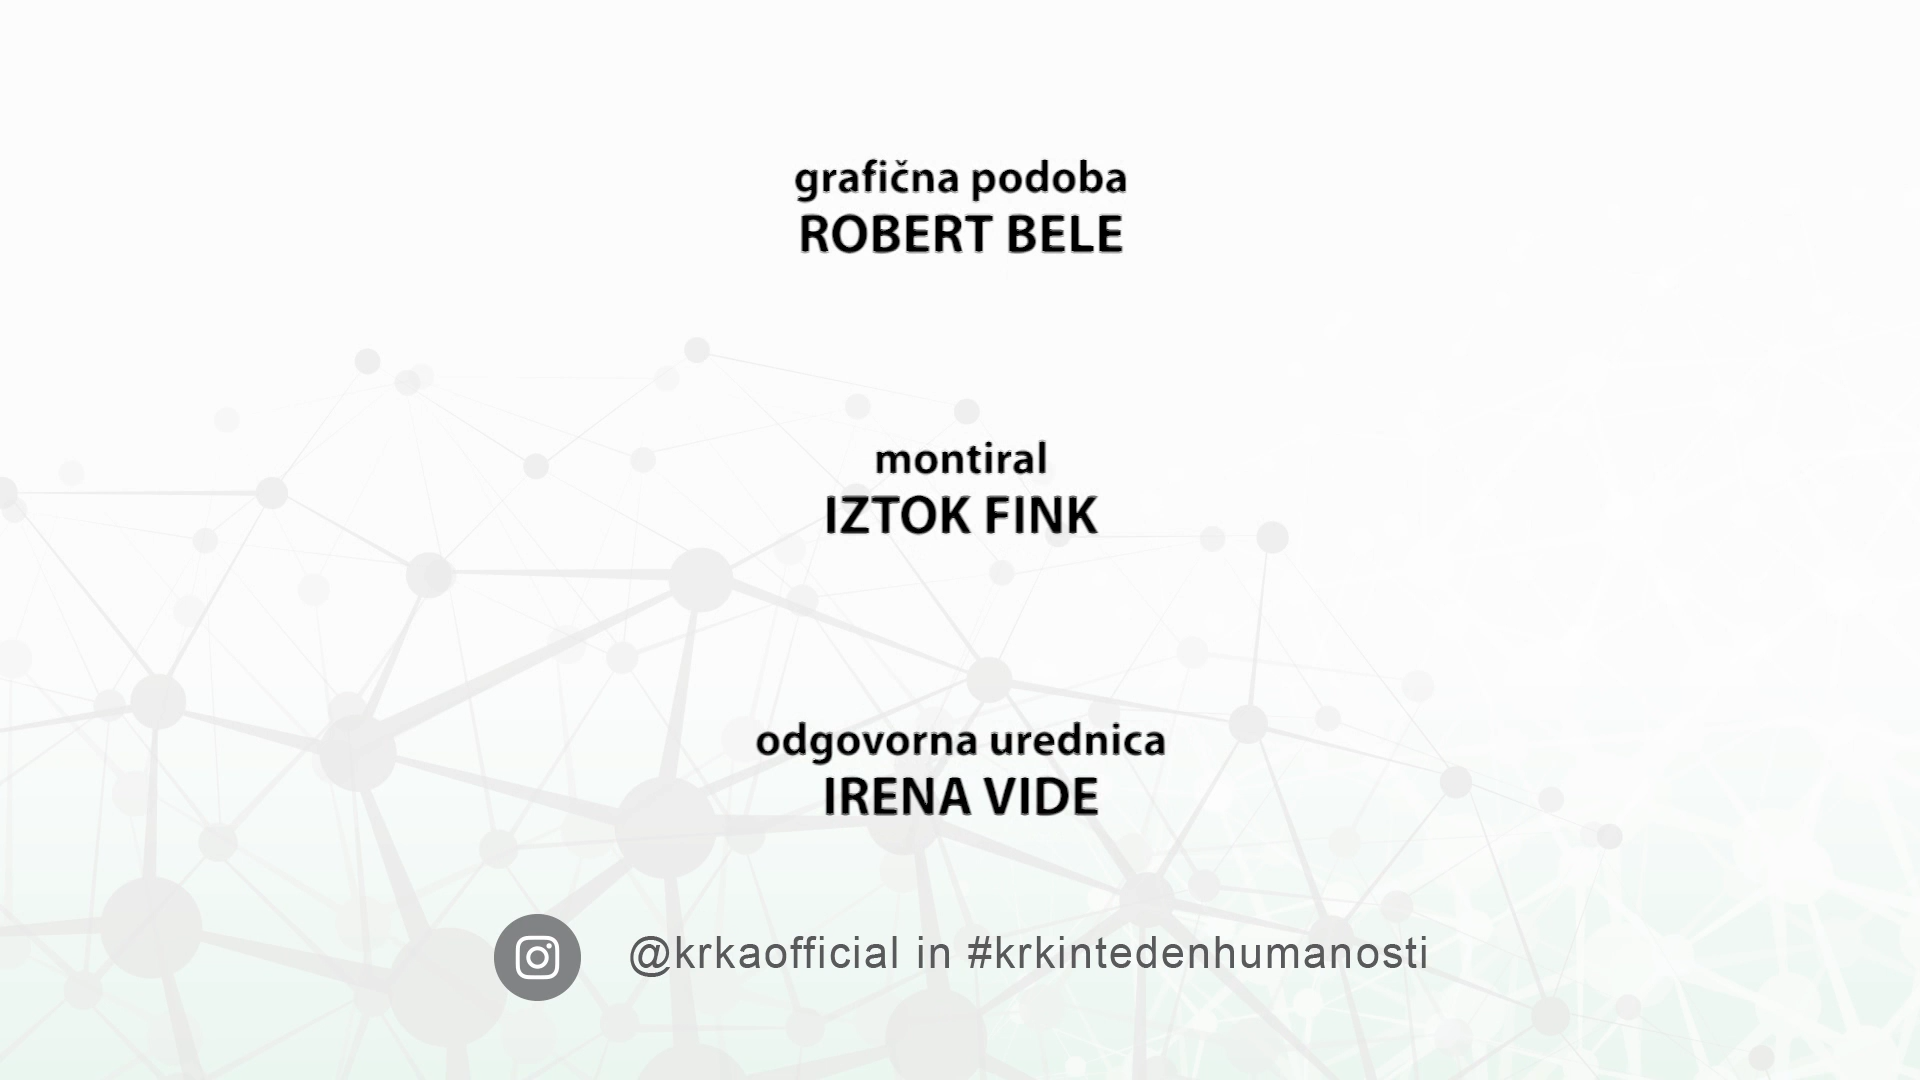 grafična podoba
ROBERT BELE
montiral
IZTOK FINK
odgovorna urednica
IRENA VIDE
@krkaofficial in #krkintedenhumanosti